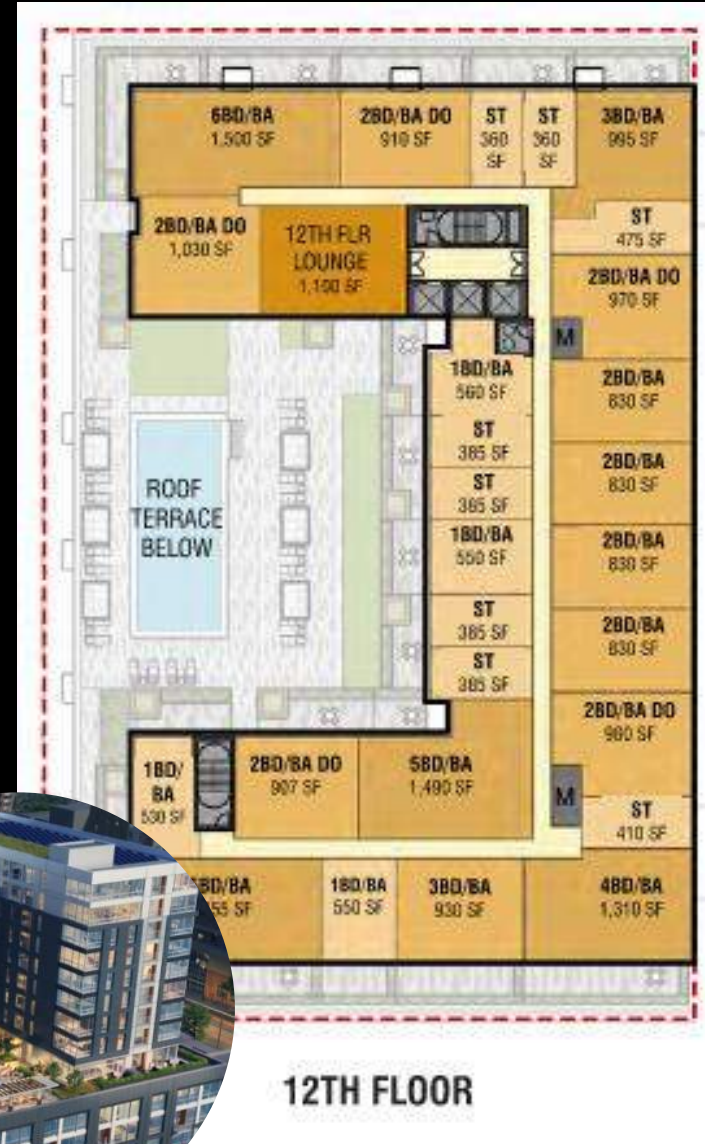 6BD/BA
1,500 SF
2BD/BA DO
910 SF
ST
360
SF
ST
360
SF
3BD/BA
995 SF
2BD/BA DO
1,030 SF
12TH FLR
LOUNGE
1,100 SF
ST
475 SF
2BD/BA DO
970 SF
M
1BD/BA
560 SF
2BD/BA
830 SF
ST
385 SF
2BD/BA
830 SF
ST
385 SF
ROOF
TERRACE
BELOW
1BD/BA
550 SF
2BD/BA
830 SF
ST
385 SF
2BD/BA
830 SF
ST
385 SF
2BD/BA DO
960 SF
1BD/
BA
530 SF
2BD/BA DO
907 SF
5BD/BA
1,490 SF
M
ST
410 SF
BD/BA
55 SF
1BD/BA
550 SF
3BD/BA
930 SF
4BD/BA
1,310 SF
12TH FLOOR